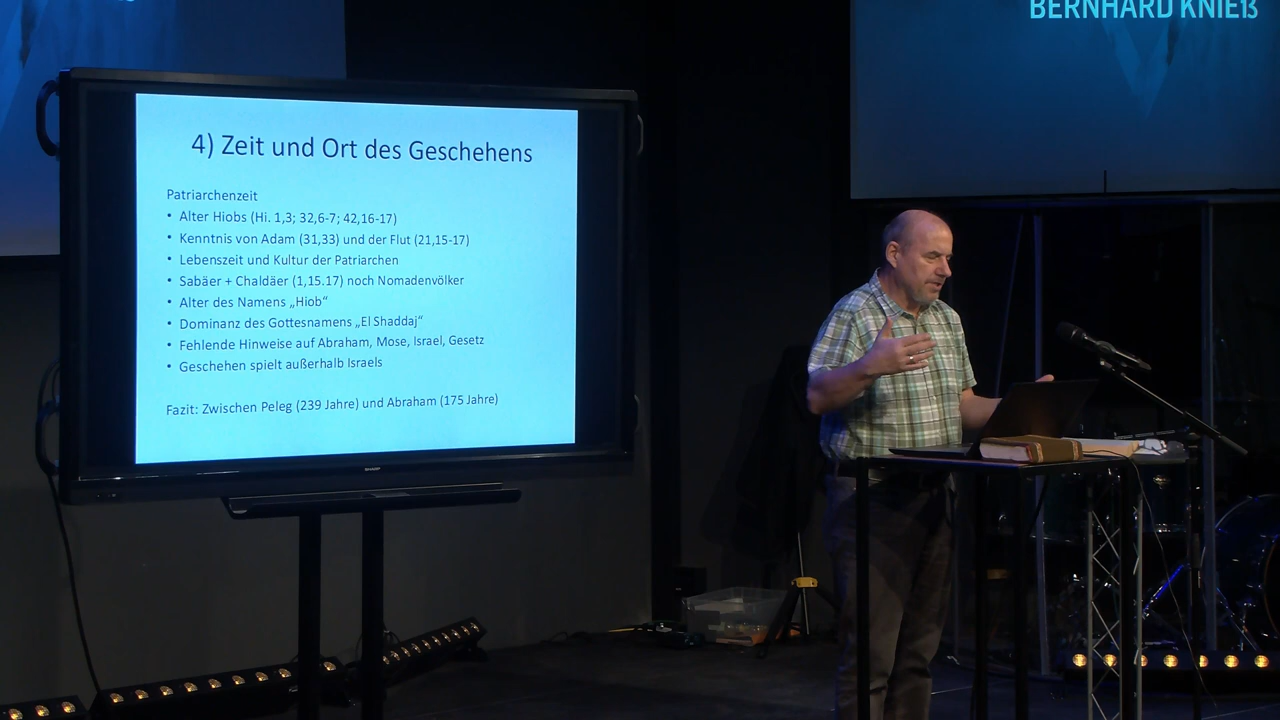 BERNHARD KNIEß
4) Zeit und Ort des Geschehens
Patriarchenzeit
• Alter Hiobs (Hi. 1,3; 32,6-7; 42,16-17)
• Kenntnis von Adam (31,33) und der Flut (21,15-17)
• Lebenszeit und Kultur der Patriarchen
• Sabäer + Chaldäer (1,15.17) noch Nomadenvölker
• Alter des Namens „Hiob“
• Dominanz des Gottesnamens „El Shaddaj“
• Fehlende Hinweise auf Abraham, Mose, Israel, Gesetz
• Geschehen spielt außerhalb Israels
Fazit: Zwischen Peleg (239 Jahre) und Abraham (175 Jahre)
SHARP